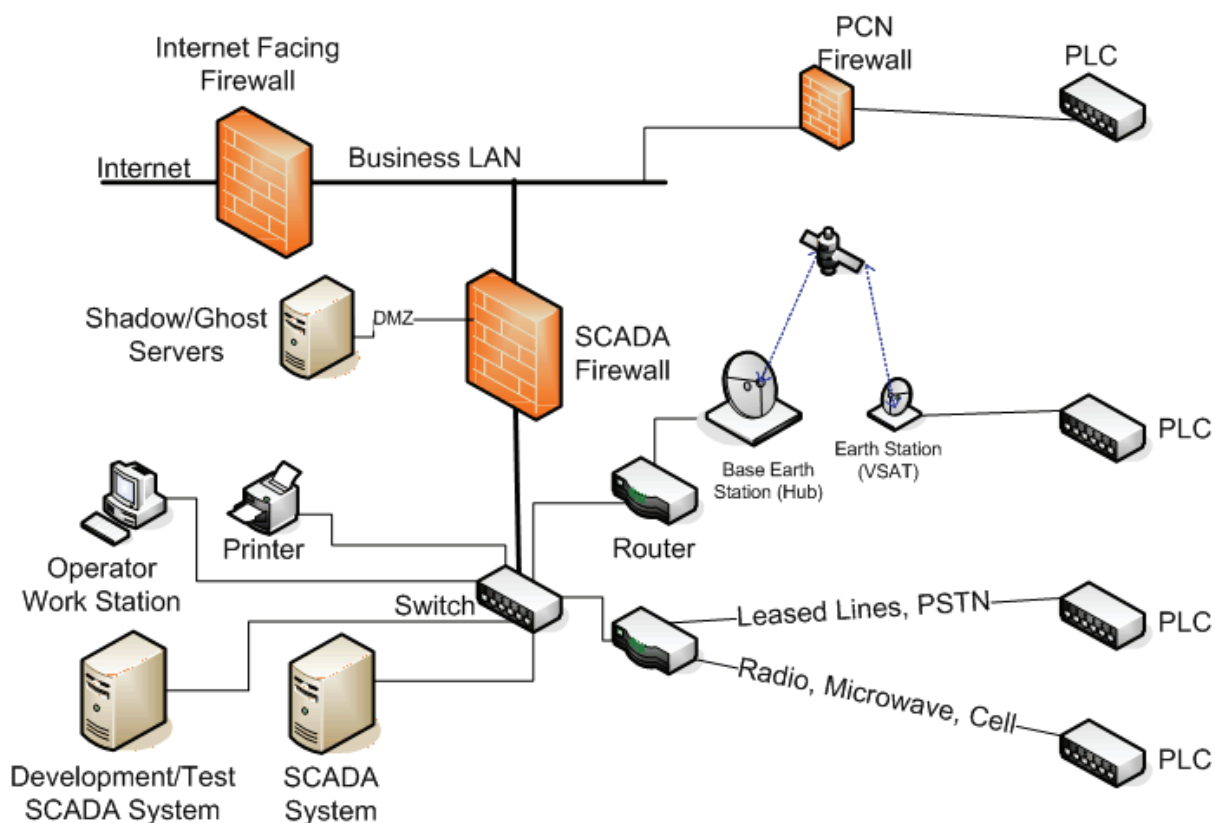 Internet Facing
Firewall
PCN
Firewall
PLC
Internet
Business LAN
Shadow/Ghost
Servers
DMZ
SCADA
Firewall
Base Earth
Station (Hub)
Earth Station
(VSAT)
PLC
Operator
Work Station
Printer
Router
Switch
Leased Lines, PSTN
PLC
Radio, Microwave, Cell
PLC
Development/Test
SCADA System
SCADA
System